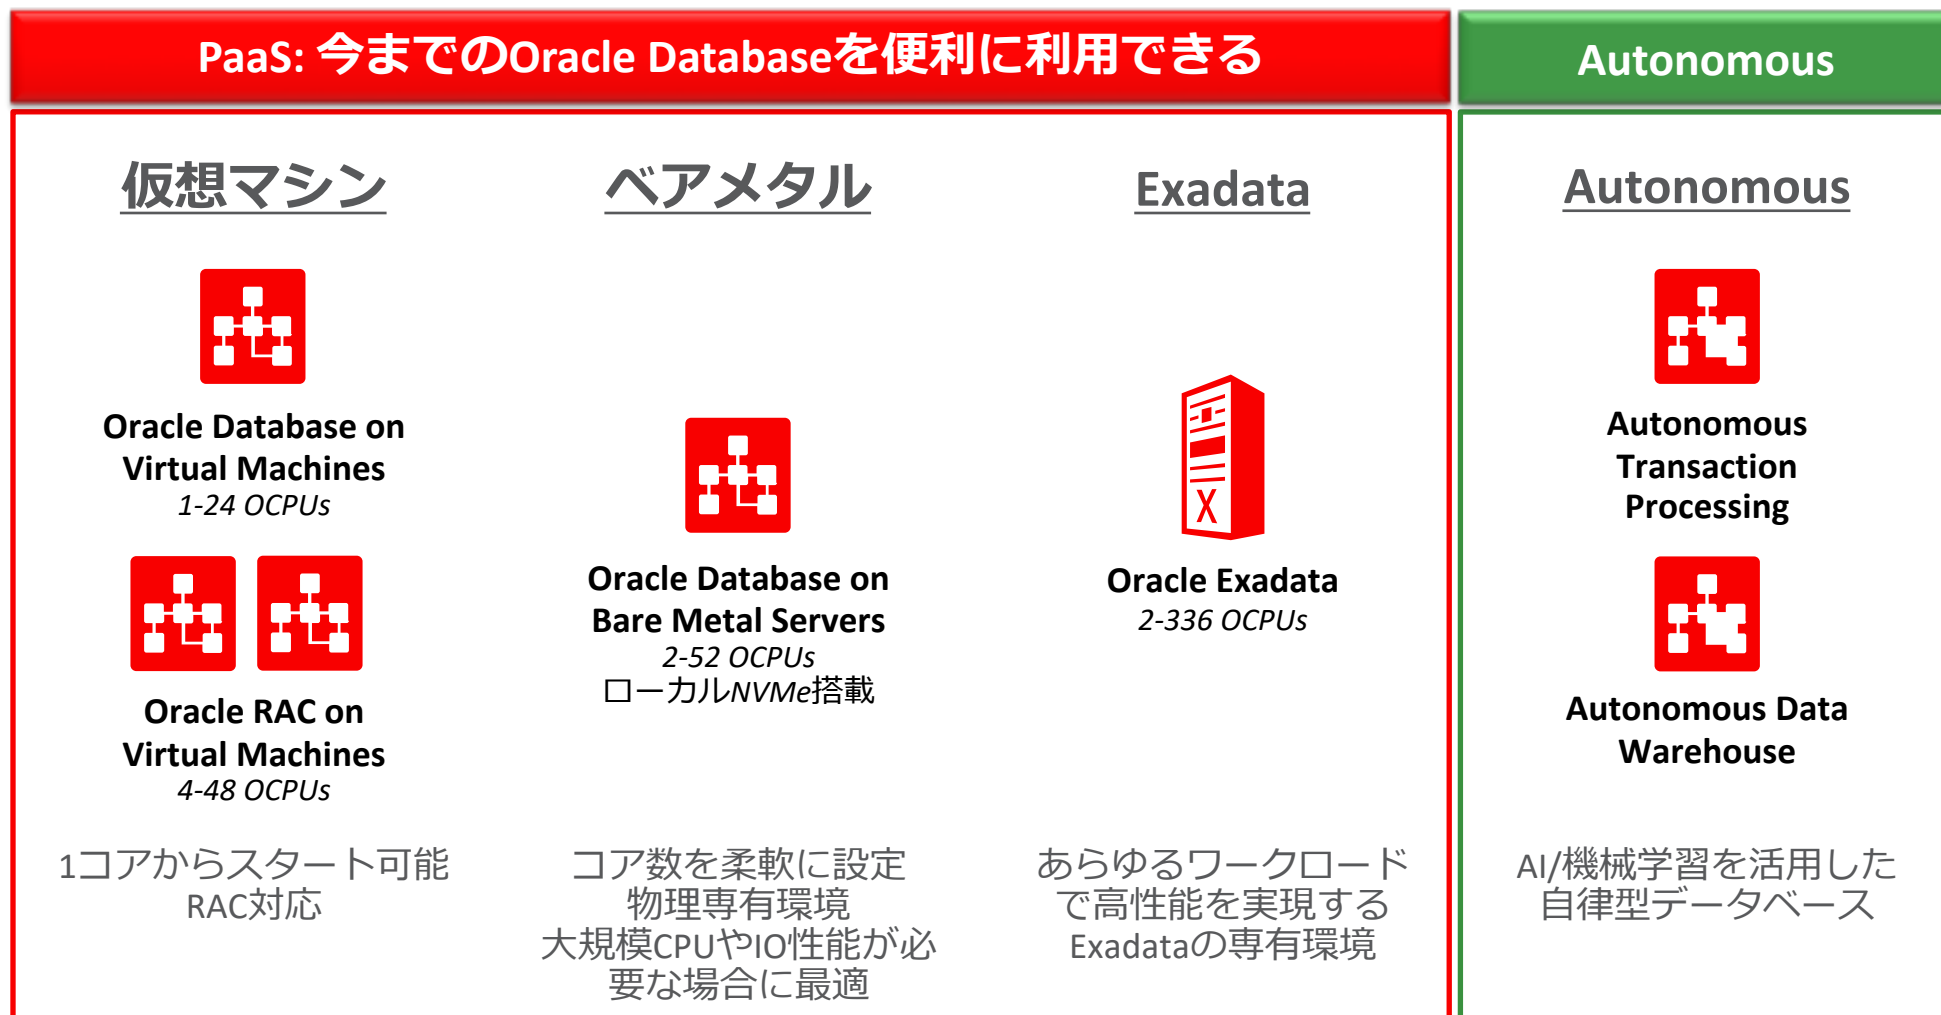 PaaS: 今までのOracle Databaseを便利に利用できる
Autonomous
仮想マシン
Oracle Database on
Virtual Machines
1-24 OCPUs
Oracle RAC on
Virtual Machines
4-48 OCPUs
1コアからスタート可能
RAC対応
ベアメタル
Oracle Database on
Bare Metal Servers
2-52 OCPUs
ローカルNVMe搭載
コア数を柔軟に設定
物理専有環境
大規模CPUやIO性能が必
要な場合に最適
Exadata
X
Oracle Exadata
2-336 OCPUs
あらゆるワークロード
で高性能を実現する
Exadataの専有環境
Autonomous
Autonomous
Transaction
Processing
Autonomous Data
Warehouse
AI/機械学習を活用した
自律型データベース